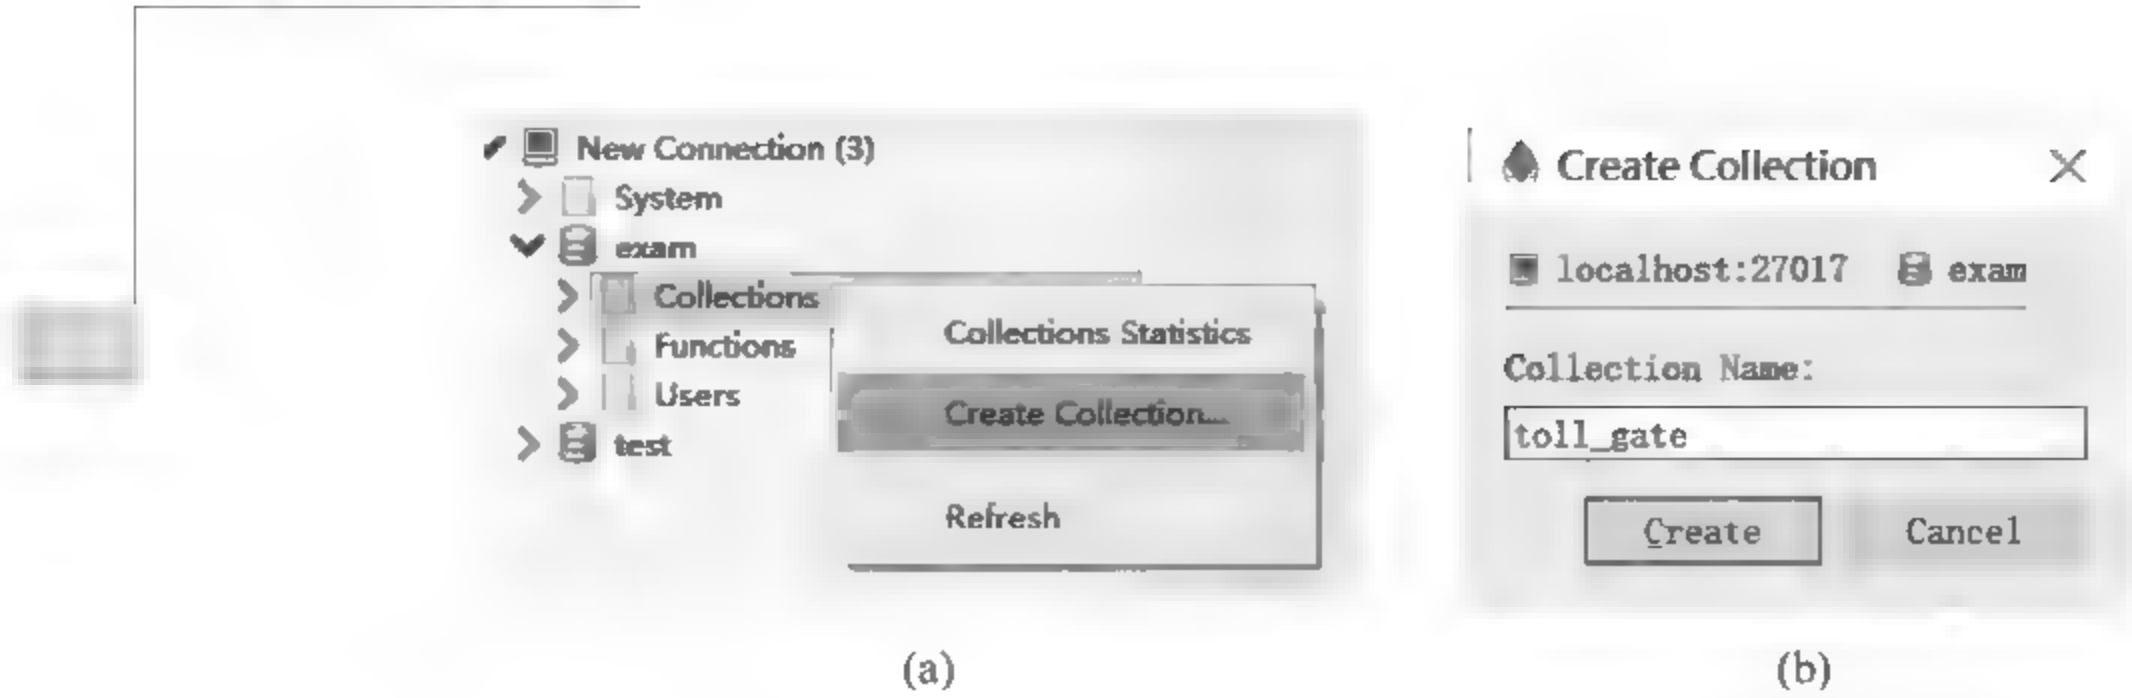 New Connection (3)
System
exam
Collections
Functions
Users
test
Collections Statistics
Create Collection...
Refresh
(a)
Create Collection
localhost:27017 exam
Collection Name:
toll_gate
Create Cancel
(b)